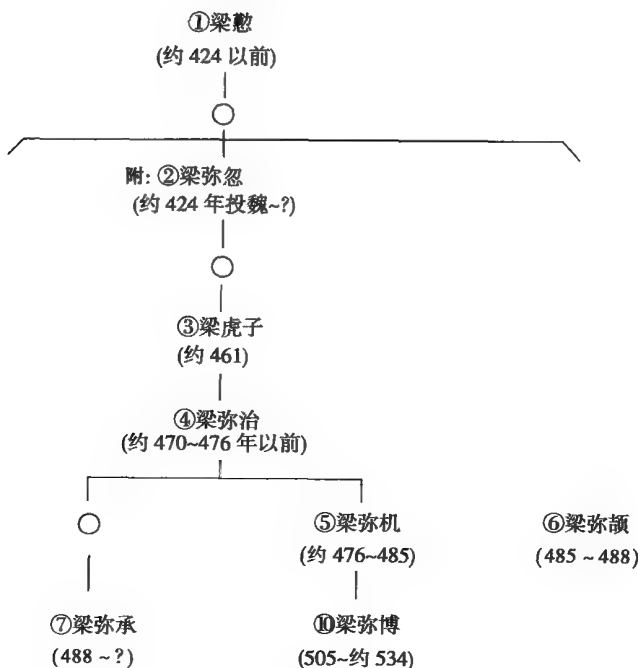 ①梁懃
(约 424 以前)
附: ②梁弥忽
(约 424 年投魏~?)
③梁虎子
(约 461)
④梁弥治
(约 470~476 年以前)
⑤梁弥机 ⑥梁弥颉
(约 476~485) (485 ~ 488)
⑦梁弥承 ⑩梁弥博
(488 ~ ?) (505~约 534)